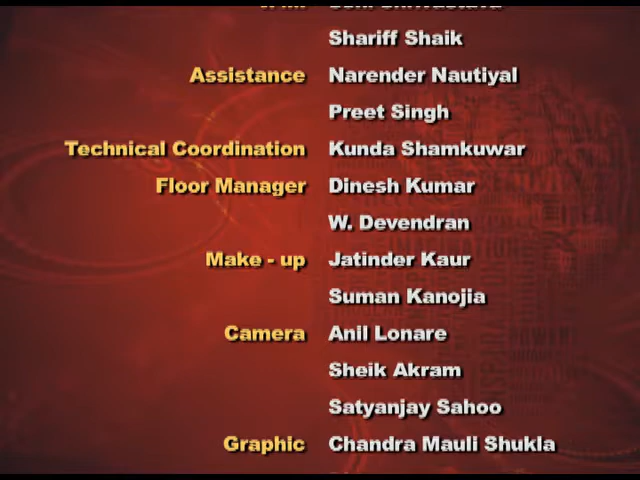 Shariff Shaik
Assistance Narender Nautiyal
Preet Singh
Technical Coordination Kunda Shamkuwar
Floor Manager Dinesh Kumar
W. Devendran
Make - up Jatinder Kaur
Suman Kanojia
Camera Anil Lonare
Sheik Akram
Satyanjay Sahoo
Graphic Chandra Mauli Shukla